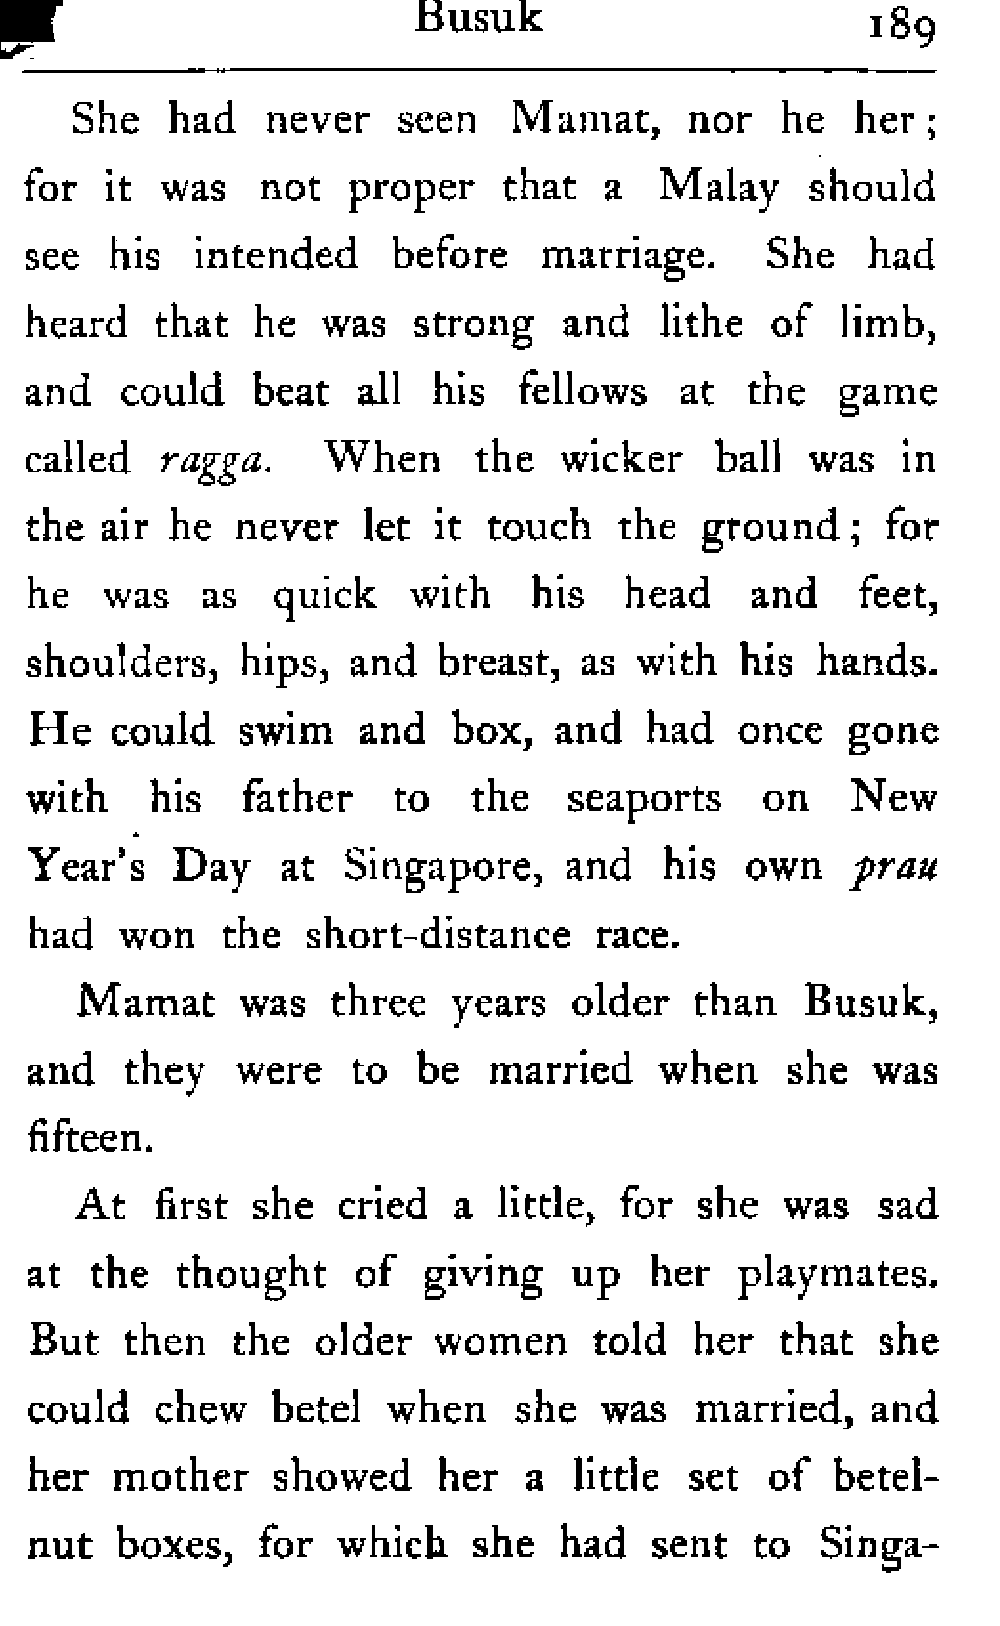 Busuk 189
She had never seen Mamat, nor he her;
for it was not proper that a Malay should
see his intended before marriage. She had
heard that he was strong and lithe of limb,
and could beat all his fellows at the game
called ragga. When the wicker ball was in
the air he never let it touch the ground; for
he was as quick with his head and feet,
shoulders, hips, and breast, as with his hands.
He could swim and box, and had once gone
with his father to the seaports on New
Year's Day at Singapore, and his own prau
had won the short-distance race.
Mamat was three years older than Busuk,
and they were to be married when she was
fifteen.
At first she cried a little, for she was sad
at the thought of giving up her playmates.
But then the older women told her that she
could chew betel when she was married, and
her mother showed her a little set of betel-
nut boxes, for which she had sent to Singa-